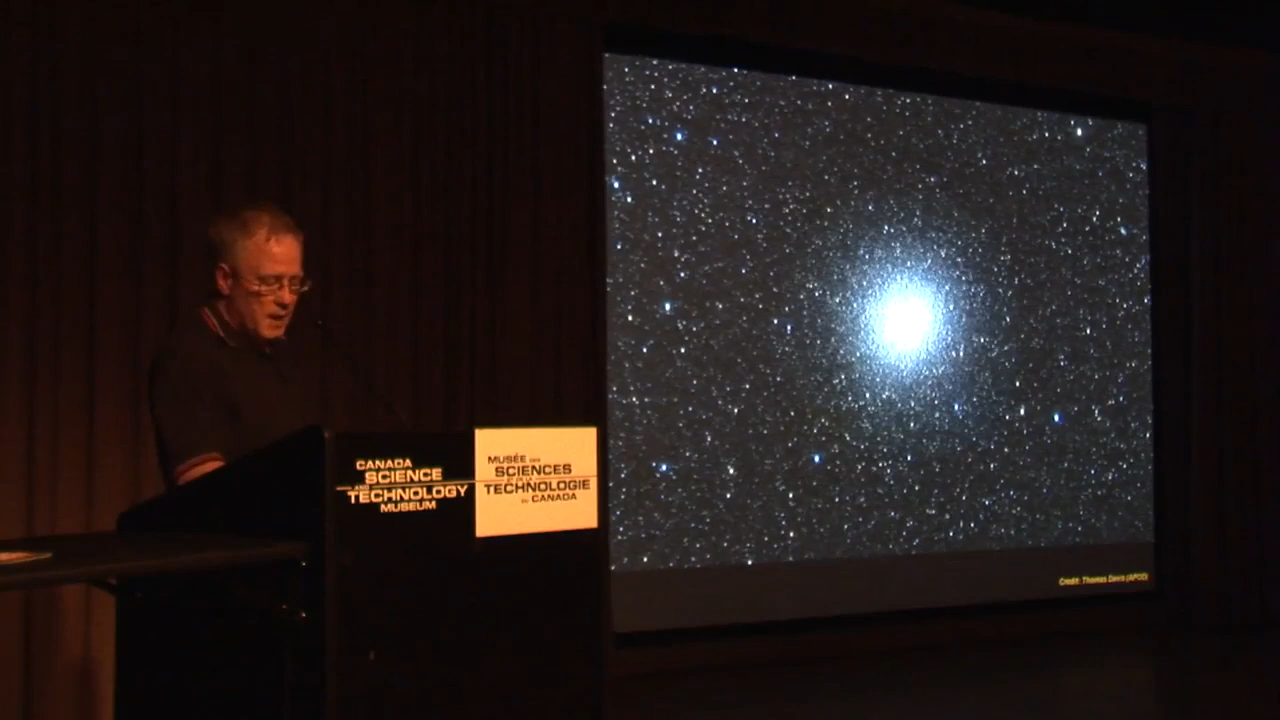 CANADA
SCIENCE
AND TECHNOLOGY
MUSEUM
MUSÉE DES
SCIENCES
ET DE LA
TECHNOLOGIE
DU CANADA
Credit: Thomas Davis (APOD)